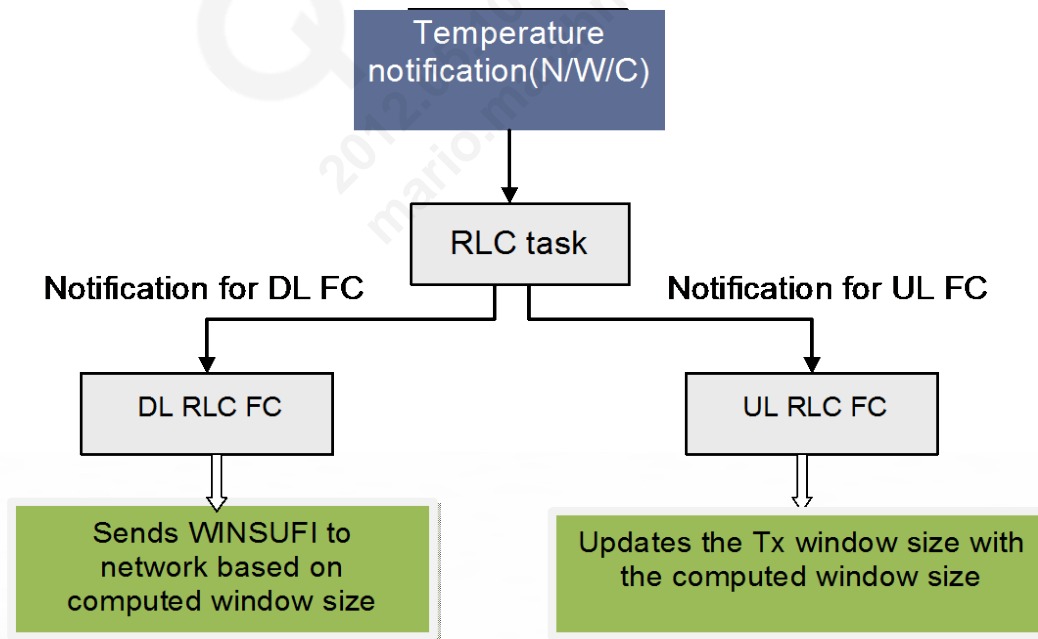 Temperature
notification(N/W/C)
RLC task
Notification for DL FC
Notification for UL FC
DL RLC FC
UL RLC FC
Sends WINSUFI to
network based on
computed window size
Updates the Tx window size with
the computed window size